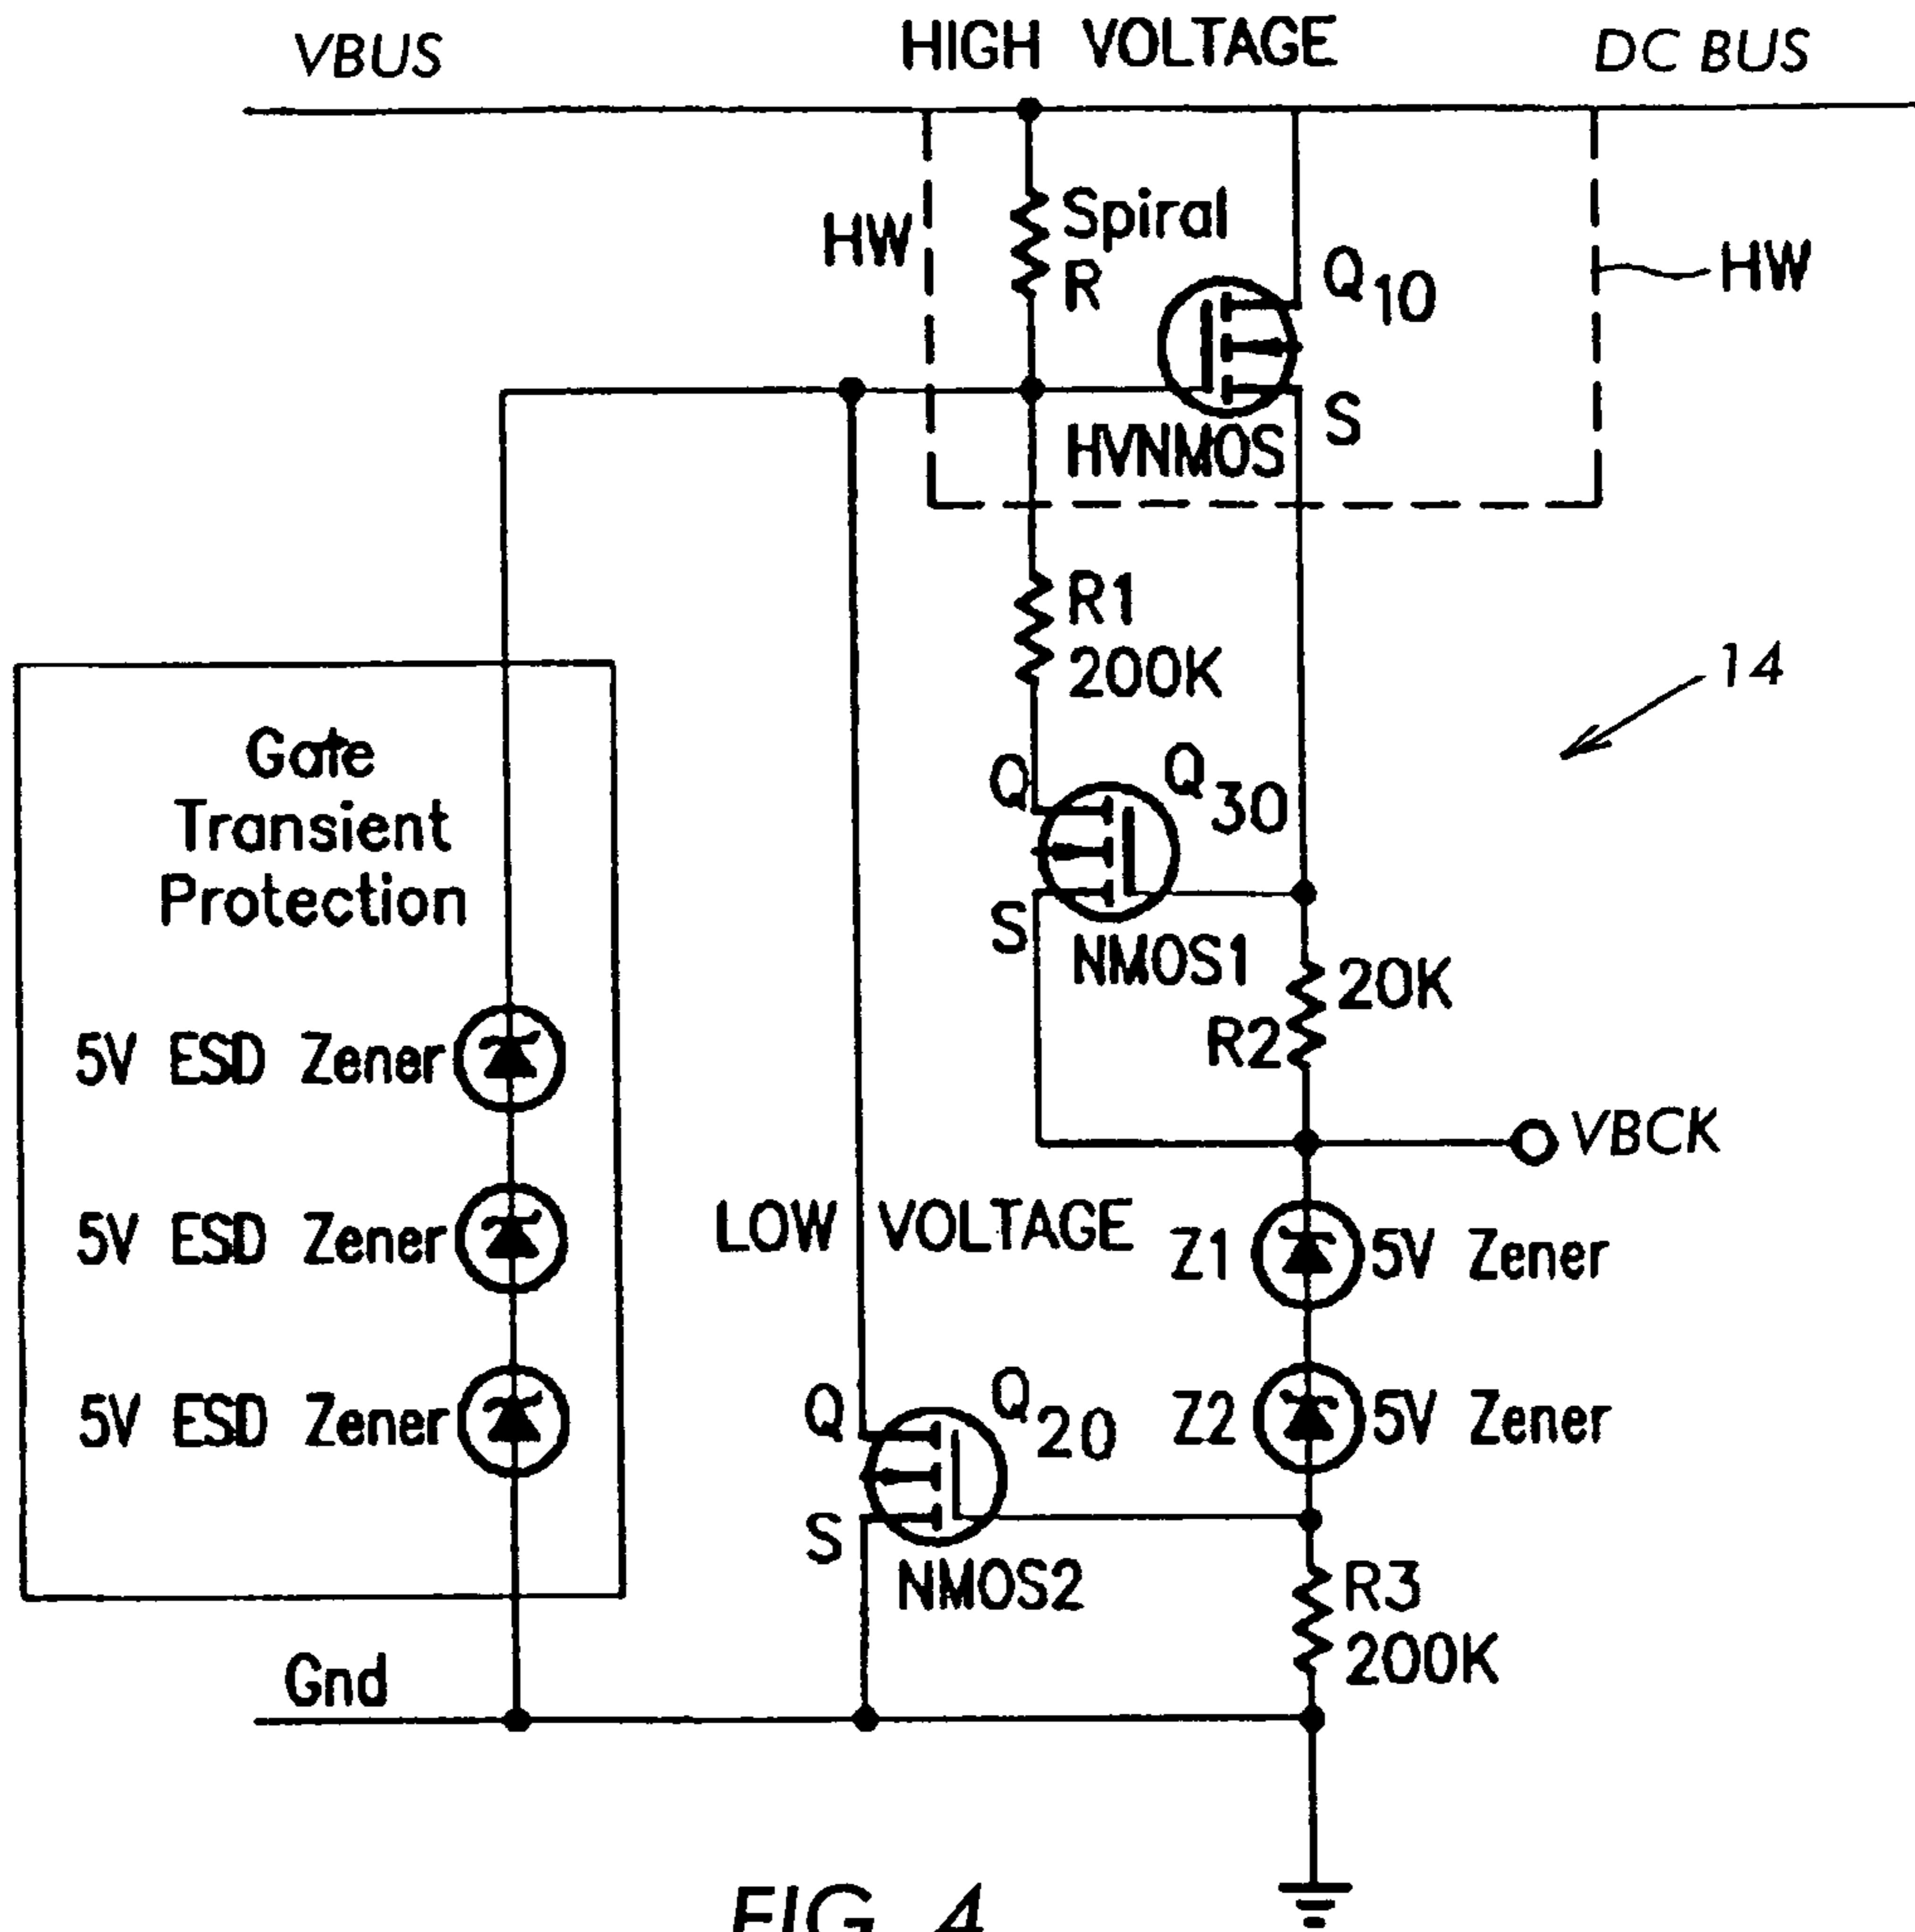 VBUS
HIGH VOLTAGE
DC BUS
HW
Spiral
R
Q10
HW
S
HVNMOS
R1
200K
14
Gate
Transient
Protection
Q
Q30
S
NMOS1
20K
R2
VBCK
5V ESD Zener
5V ESD Zener
5V ESD Zener
LOW VOLTAGE
Z1
5V Zener
Z2
5V Zener
Q
Q20
S
NMOS2
R3
200K
Gnd
FIG. 4